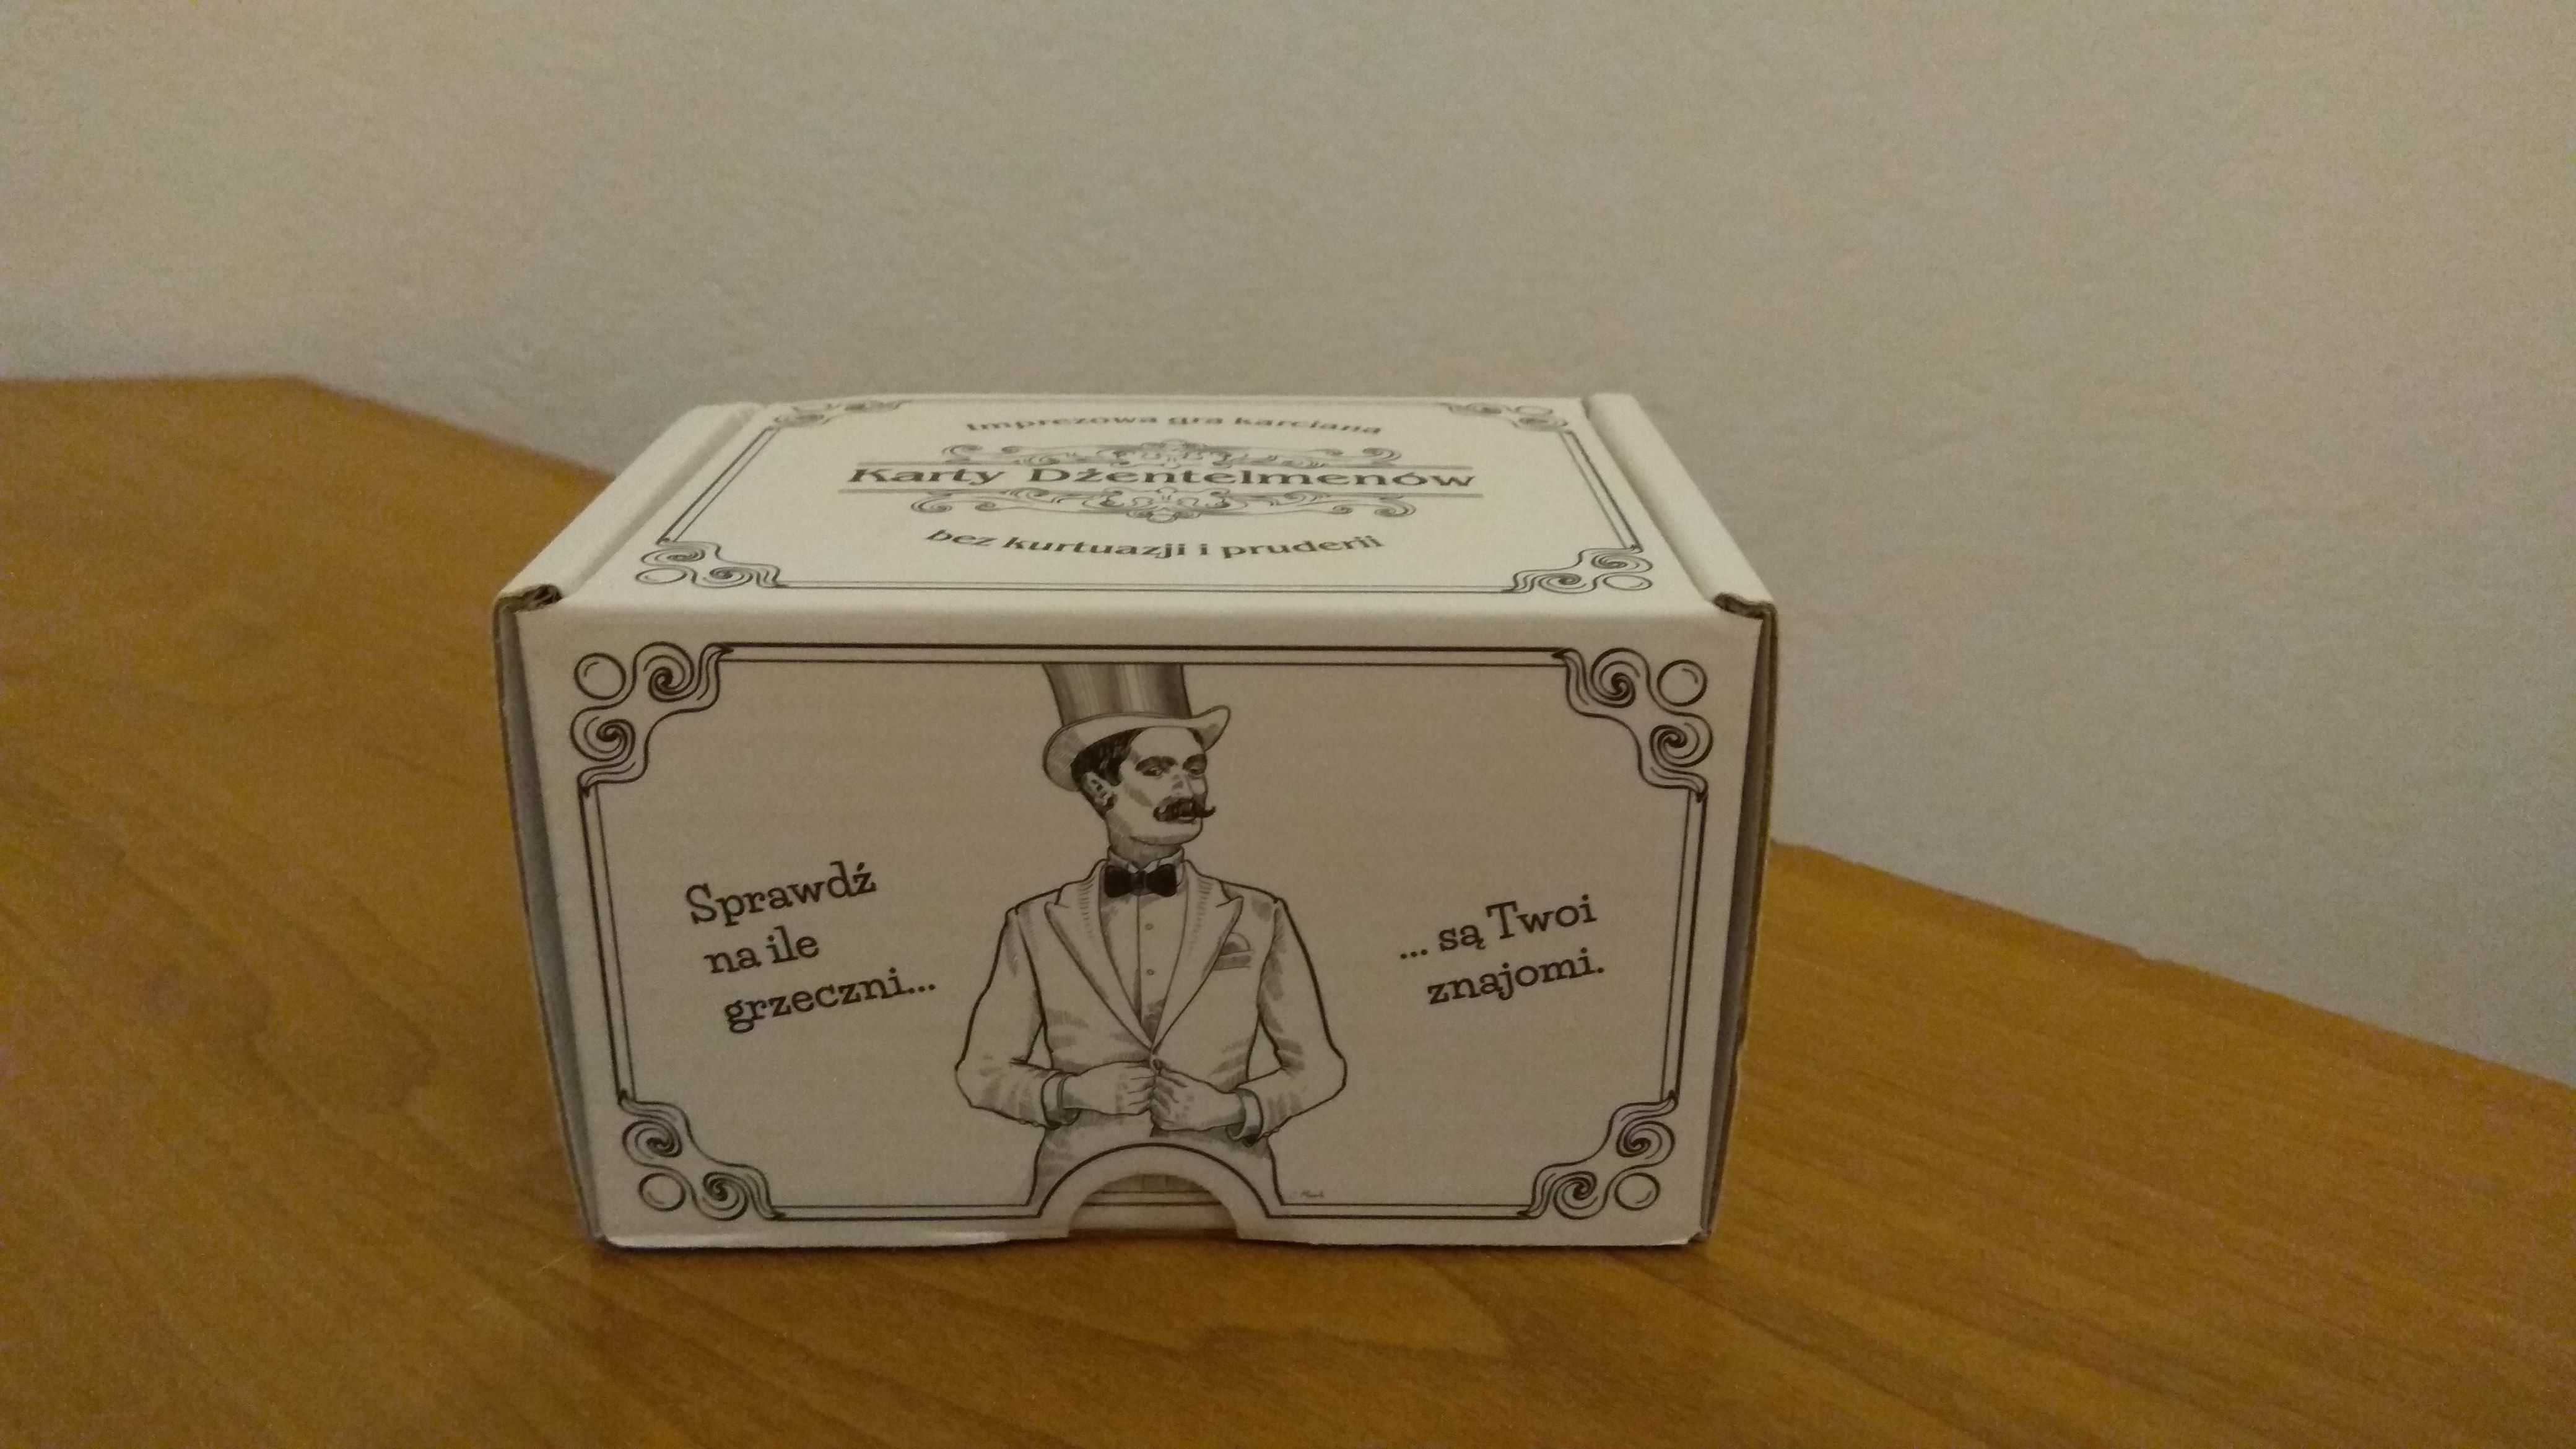 Imprezowa gra karciana
Karty Dżentelmenów
bez kurtuazji i pruderii
Sprawdź
na ile
grzeczni...
... są Twoi
znajomi.